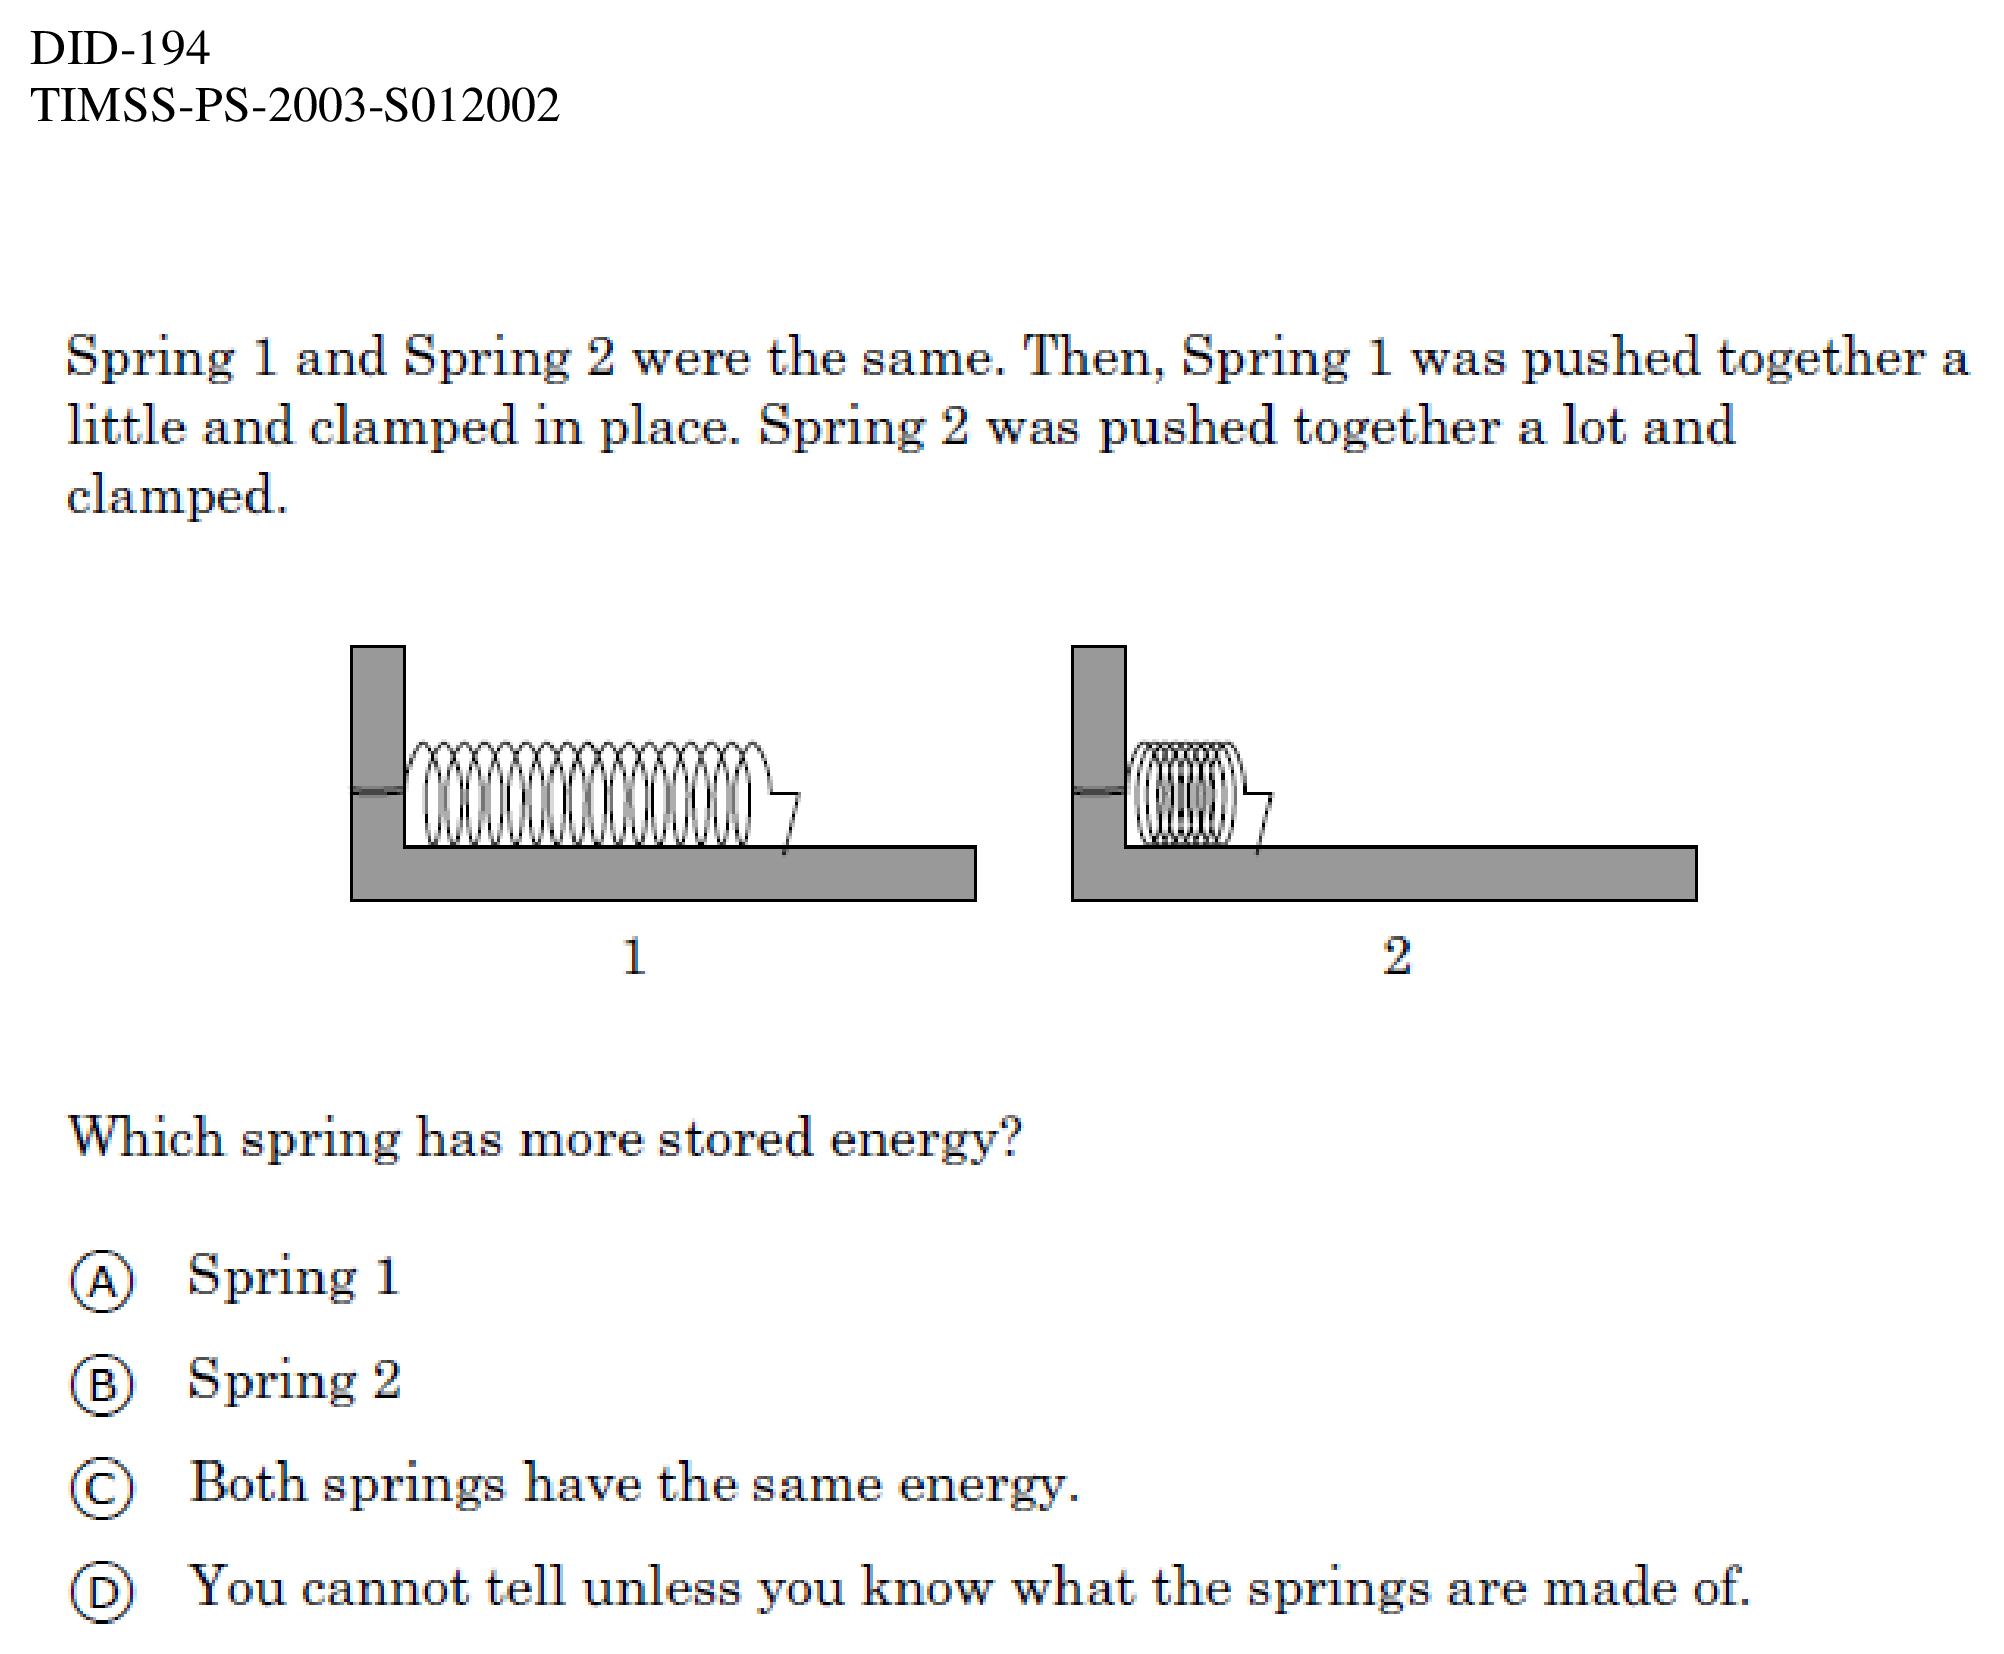 DID-194
TIMSS-PS-2003-S012002
Spring 1 and Spring 2 were the same. Then, Spring 1 was pushed together a
little and clamped in place. Spring 2 was pushed together a lot and
clamped.
1 2
Which spring has more stored energy?
A Spring 1
B Spring 2
C Both springs have the same energy.
D You cannot tell unless you know what the springs are made of.